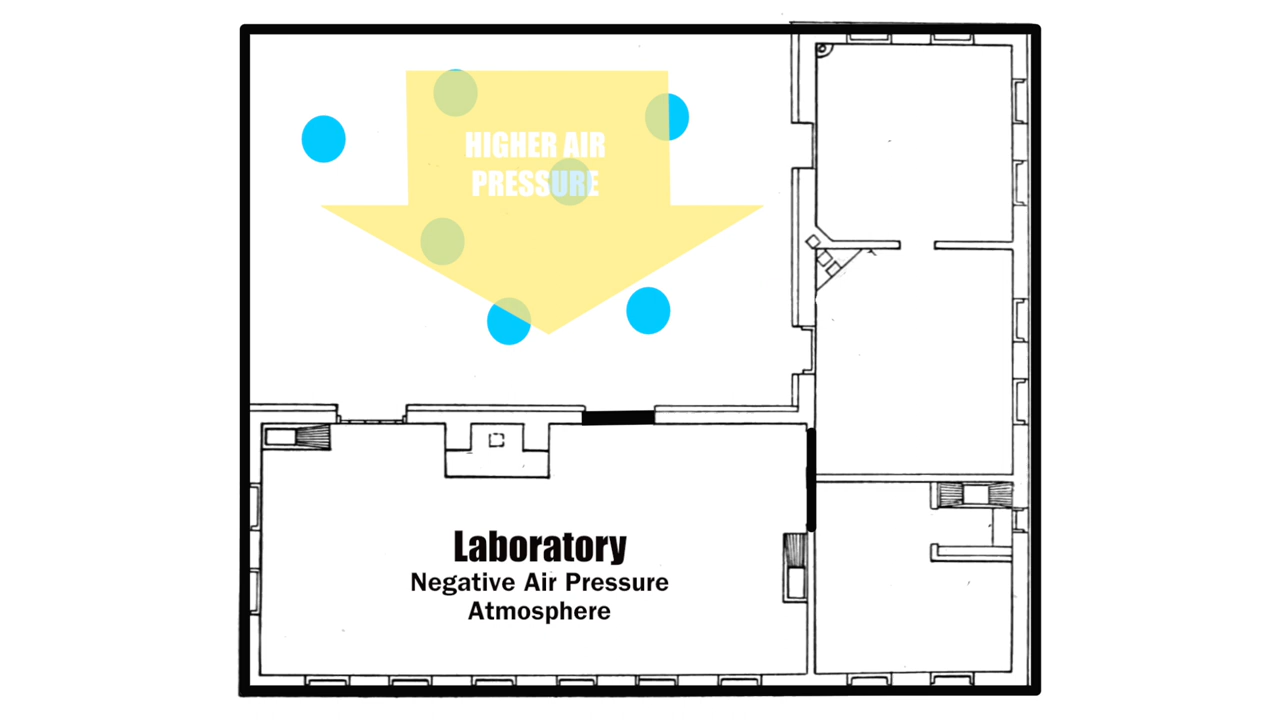 HIGHER AIR
PRESSURE
Laboratory
Negative Air Pressure
Atmosphere